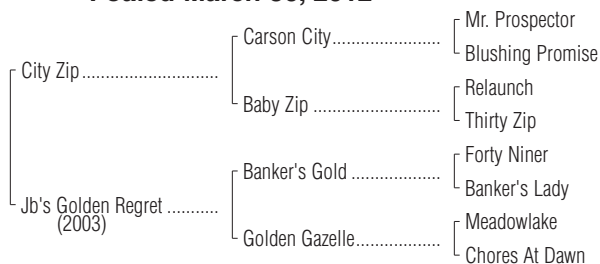 Foaled March 2012
Mr. Prospector
Carson City
Blushing Promise
City Zip
Relaunch
Baby Zip
Thirty Zip
Forty Niner
Banker's Gold
Banker's Lady
Jb's Golden Regret
(2003)
Meadowlake
Golden Gazelle
Chores At Dawn